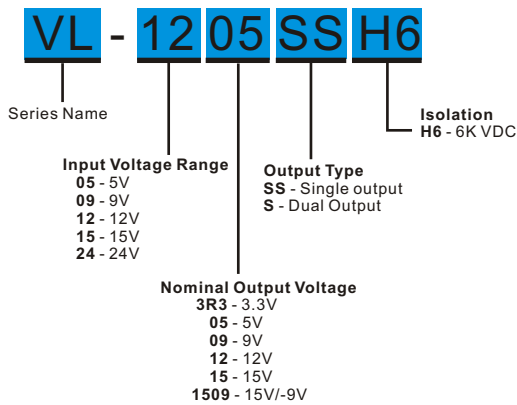 VL - 12 05 SS H6
Series Name
Isolation
H6 - 6K VDC
Input Voltage Range
05 - 5V
09 - 9V
12 - 12V
15 - 15V
24 - 24V
Output Type
SS - Single output
S - Dual Output
Nominal Output Voltage
3R3 - 3.3V
05 - 5V
09 - 9V
12 - 12V
15 - 15V
1509 - 15V/-9V